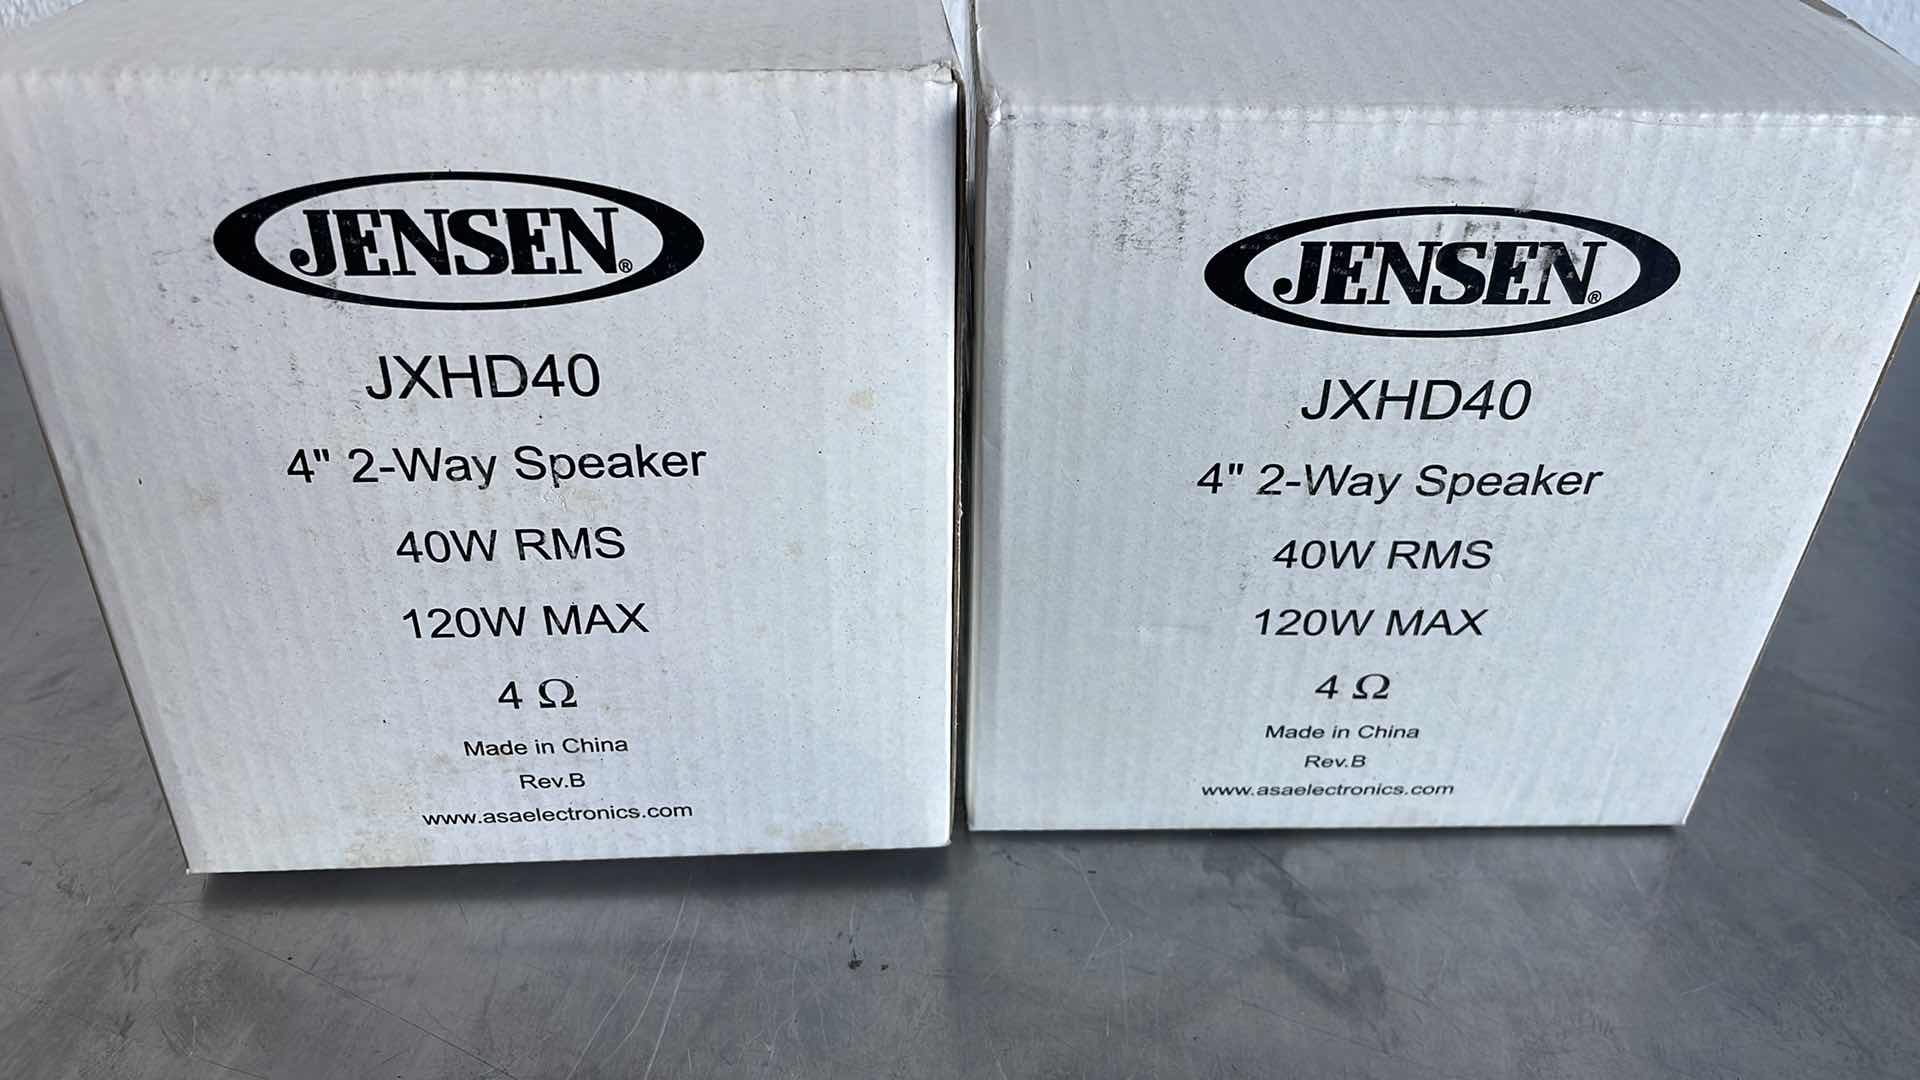 JENSEN®
JXHD40
4" 2-Way Speaker
40W RMS
120W MAX
4 Ω
Made in China
Rev.B
www.asaelectronics.com
JENSEN®
JXHD40
4" 2-Way Speaker
40W RMS
120W MAX
4 Ω
Made in China
Rev.B
www.asaelectronics.com